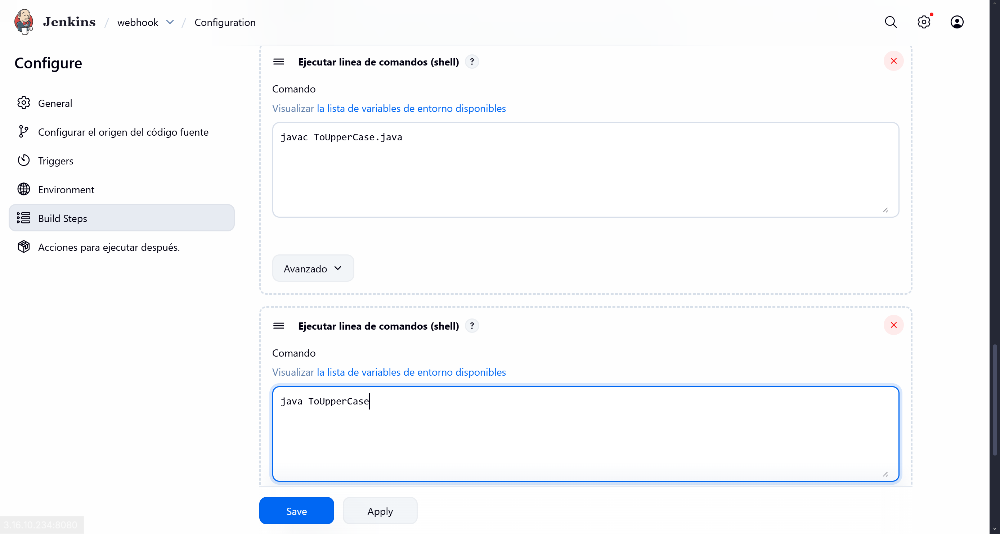 Jenkins / webhook / Configuration
Configure
General
Configurar el origen del código fuente
Triggers
Environment
Build Steps
Acciones para ejecutar después.
Ejecutar linea de comandos (shell) ?
Comando
Visualizar la lista de variables de entorno disponibles
javac ToUpperCase.java
Avanzado
Ejecutar linea de comandos (shell) ?
Comando
Visualizar la lista de variables de entorno disponibles
java ToUpperCase
Save
Apply
3.16.10.234:8080